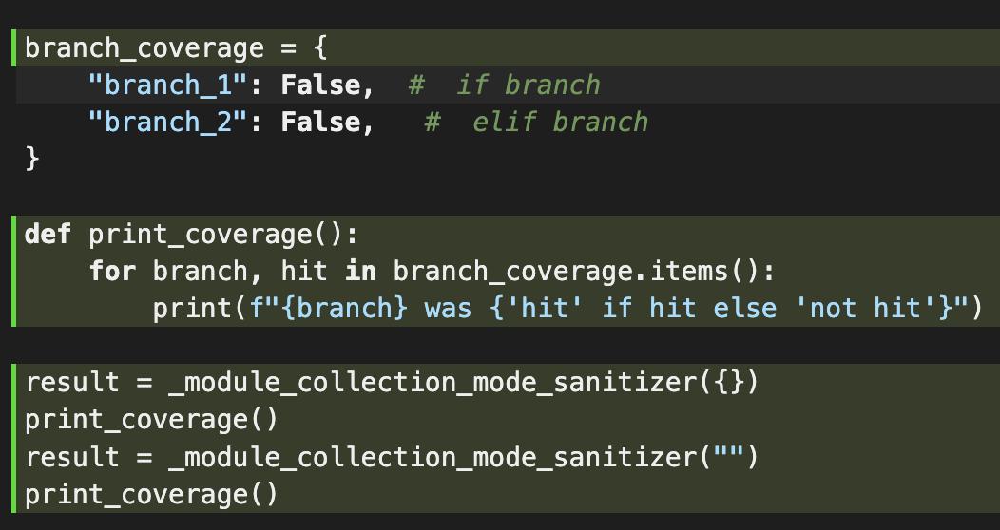 branch_coverage = {
    "branch_1": False,  #  if branch
    "branch_2": False,   #  elif branch
}
def print_coverage():
    for branch, hit in branch_coverage.items():
        print(f"{branch} was {'hit' if hit else 'not hit'}")
result = _module_collection_mode_sanitizer({})
print_coverage()
result = _module_collection_mode_sanitizer("")
print_coverage()